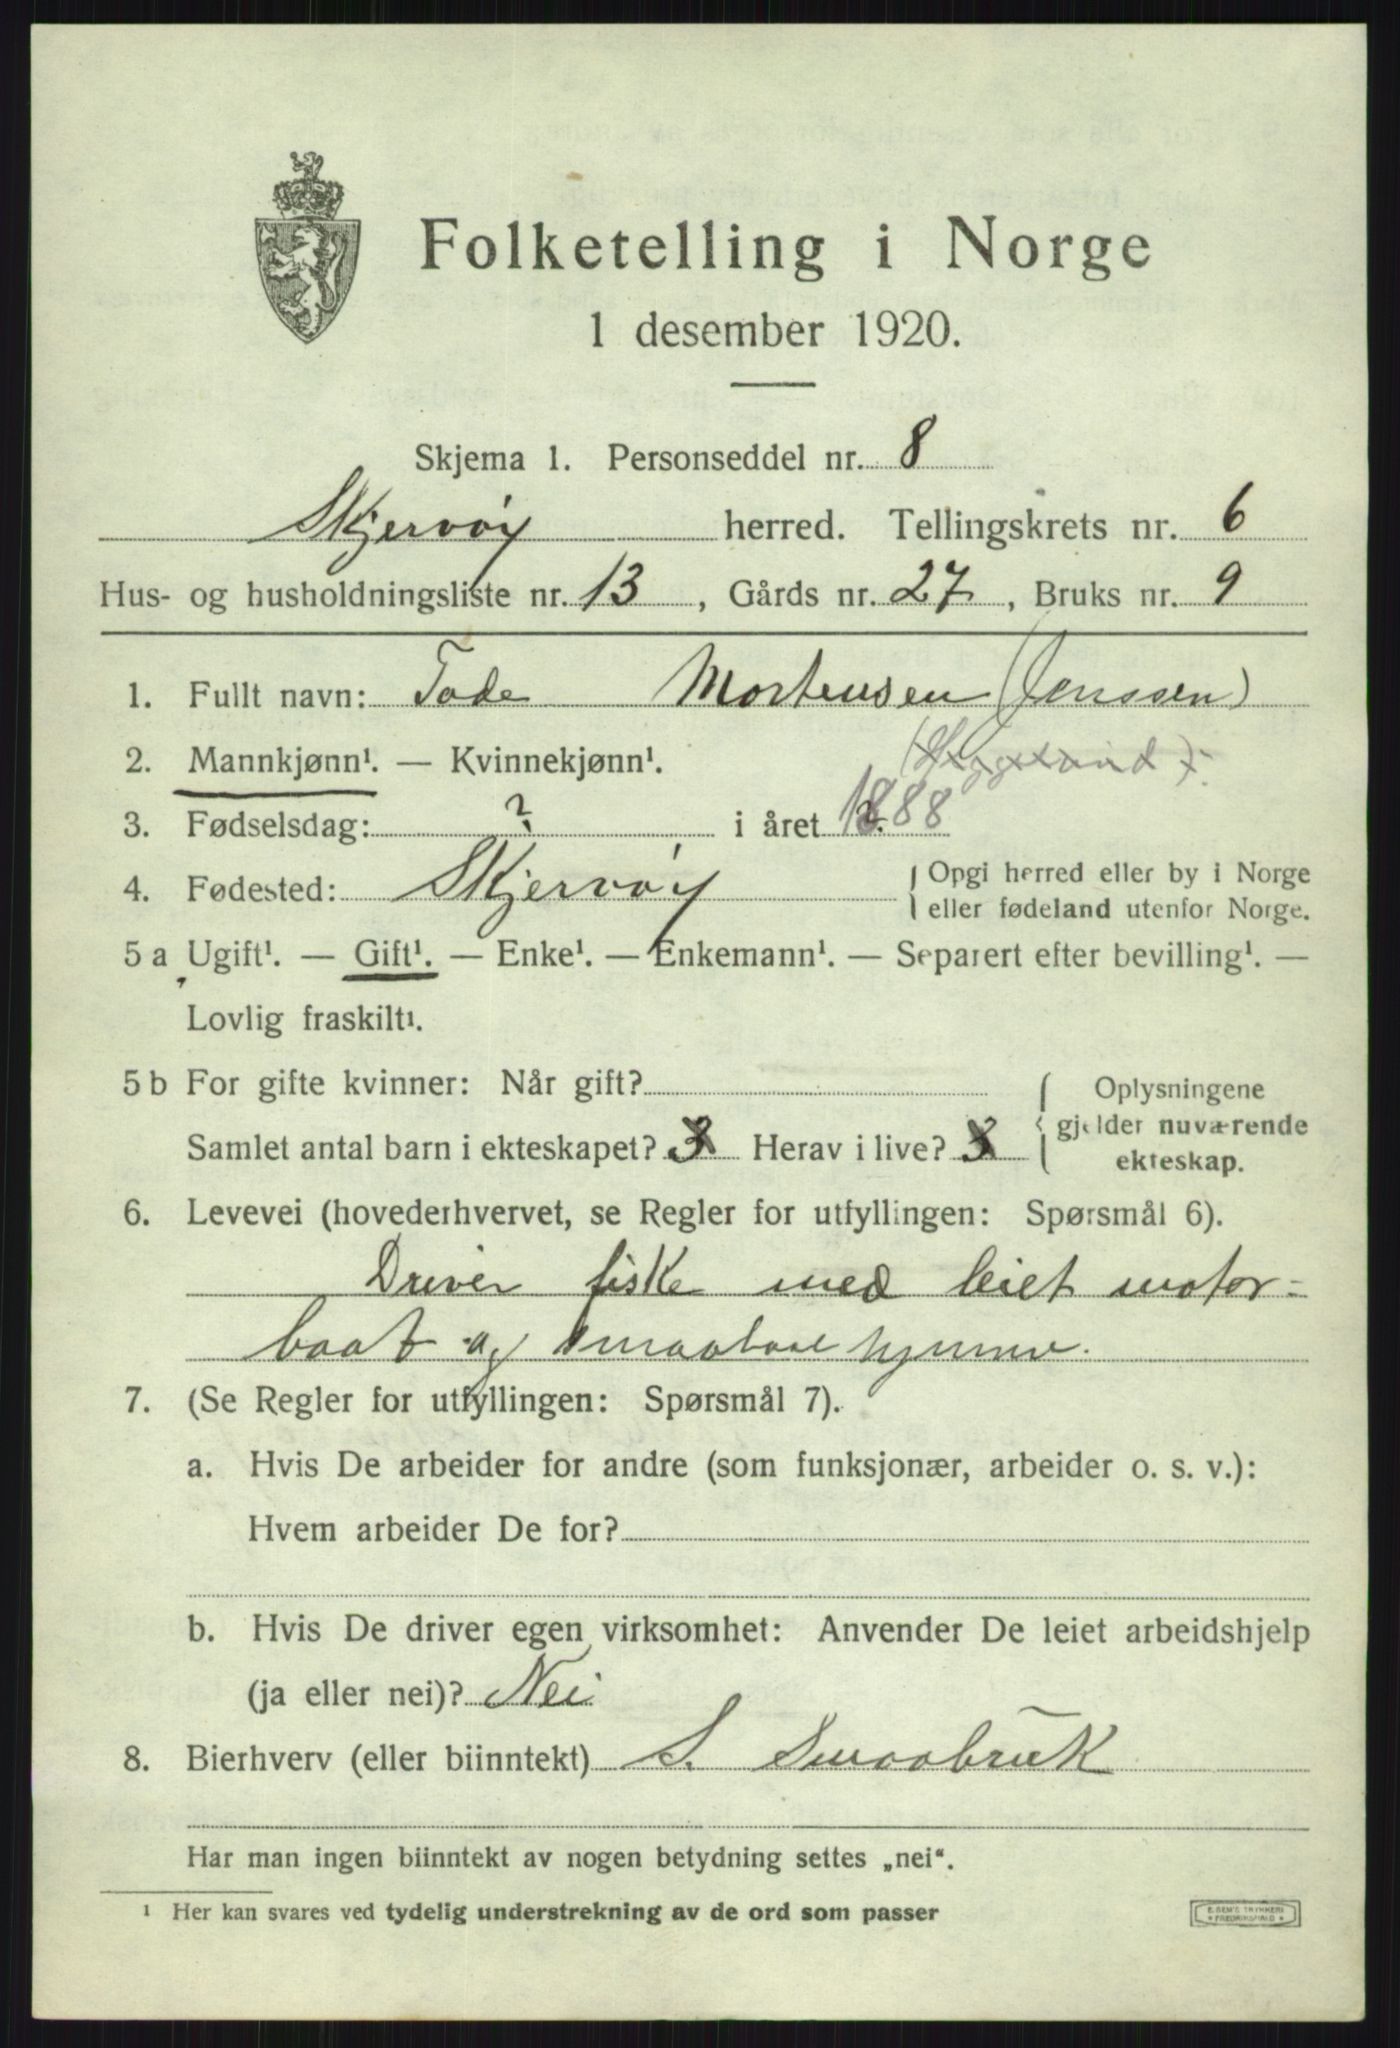 Folketelling i Norge
1 desember 1920.
Skjema 1. Personseddel nr. 8
Skjervøy herred. Tellingskrets nr. 6
Hus- og husholdningsliste nr. 13, Gårds nr. 27, Bruks nr. 9
1. Fullt navn: Tode Mortensen (Jenssen)
2. Mannkjønn¹. — Kvinnekjønn¹.
3. Fødselsdag: ? i året 1888
4. Fødested: Skjervøy { Opgi herred eller by i Norge
eller fødeland utenfor Norge.
5 a Ugift¹. — Gift¹. — Enke¹. — Enkemann¹. — Separert efter bevilling¹. —
Lovlig fraskilt¹.
5 b For gifte kvinner: Når gift? { Oplysningene
Samlet antal barn i ekteskapet? 3 Herav i live? 3 gjelder nuværende
ekteskap.
6. Levevei (hovederhvervet, se Regler for utfyllingen: Spørsmål 6).
Driver fiske med leiet motor-
baat og smaabaat hjemme.
7. (Se Regler for utfyllingen: Spørsmål 7).
a. Hvis De arbeider for andre (som funksjonær, arbeider o. s. v.):
Hvem arbeider De for?
b. Hvis De driver egen virksomhet: Anvender De leiet arbeidshjelp
(ja eller nei)? Nei
8. Bierhverv (eller biinntekt) S. Smaabruk
Har man ingen biinntekt av nogen betydning settes „nei“.
¹ Her kan svares ved tydelig understrekning av de ord som passer